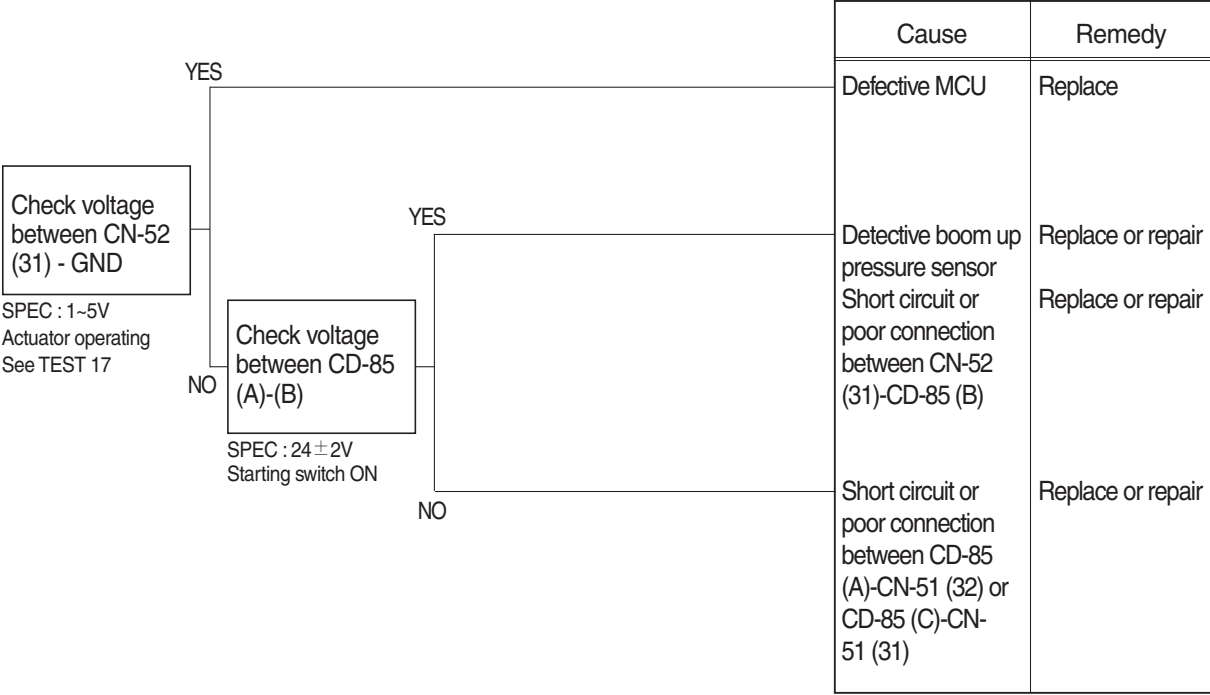 Cause Remedy
YES
Defective MCU Replace
Check voltage
between CN-52
(31) - GND
SPEC : 1~5V
Actuator operating
See TEST 17
NO
YES
Detective boom up Replace or repair
pressure sensor
Short circuit or Replace or repair
poor connection
between CN-52
(31)-CD-85 (B)
Check voltage
between CD-85
(A)-(B)
SPEC : 24±2V
Starting switch ON
NO
Short circuit or Replace or repair
poor connection
between CD-85
(A)-CN-51 (32) or
CD-85 (C)-CN-
51 (31)